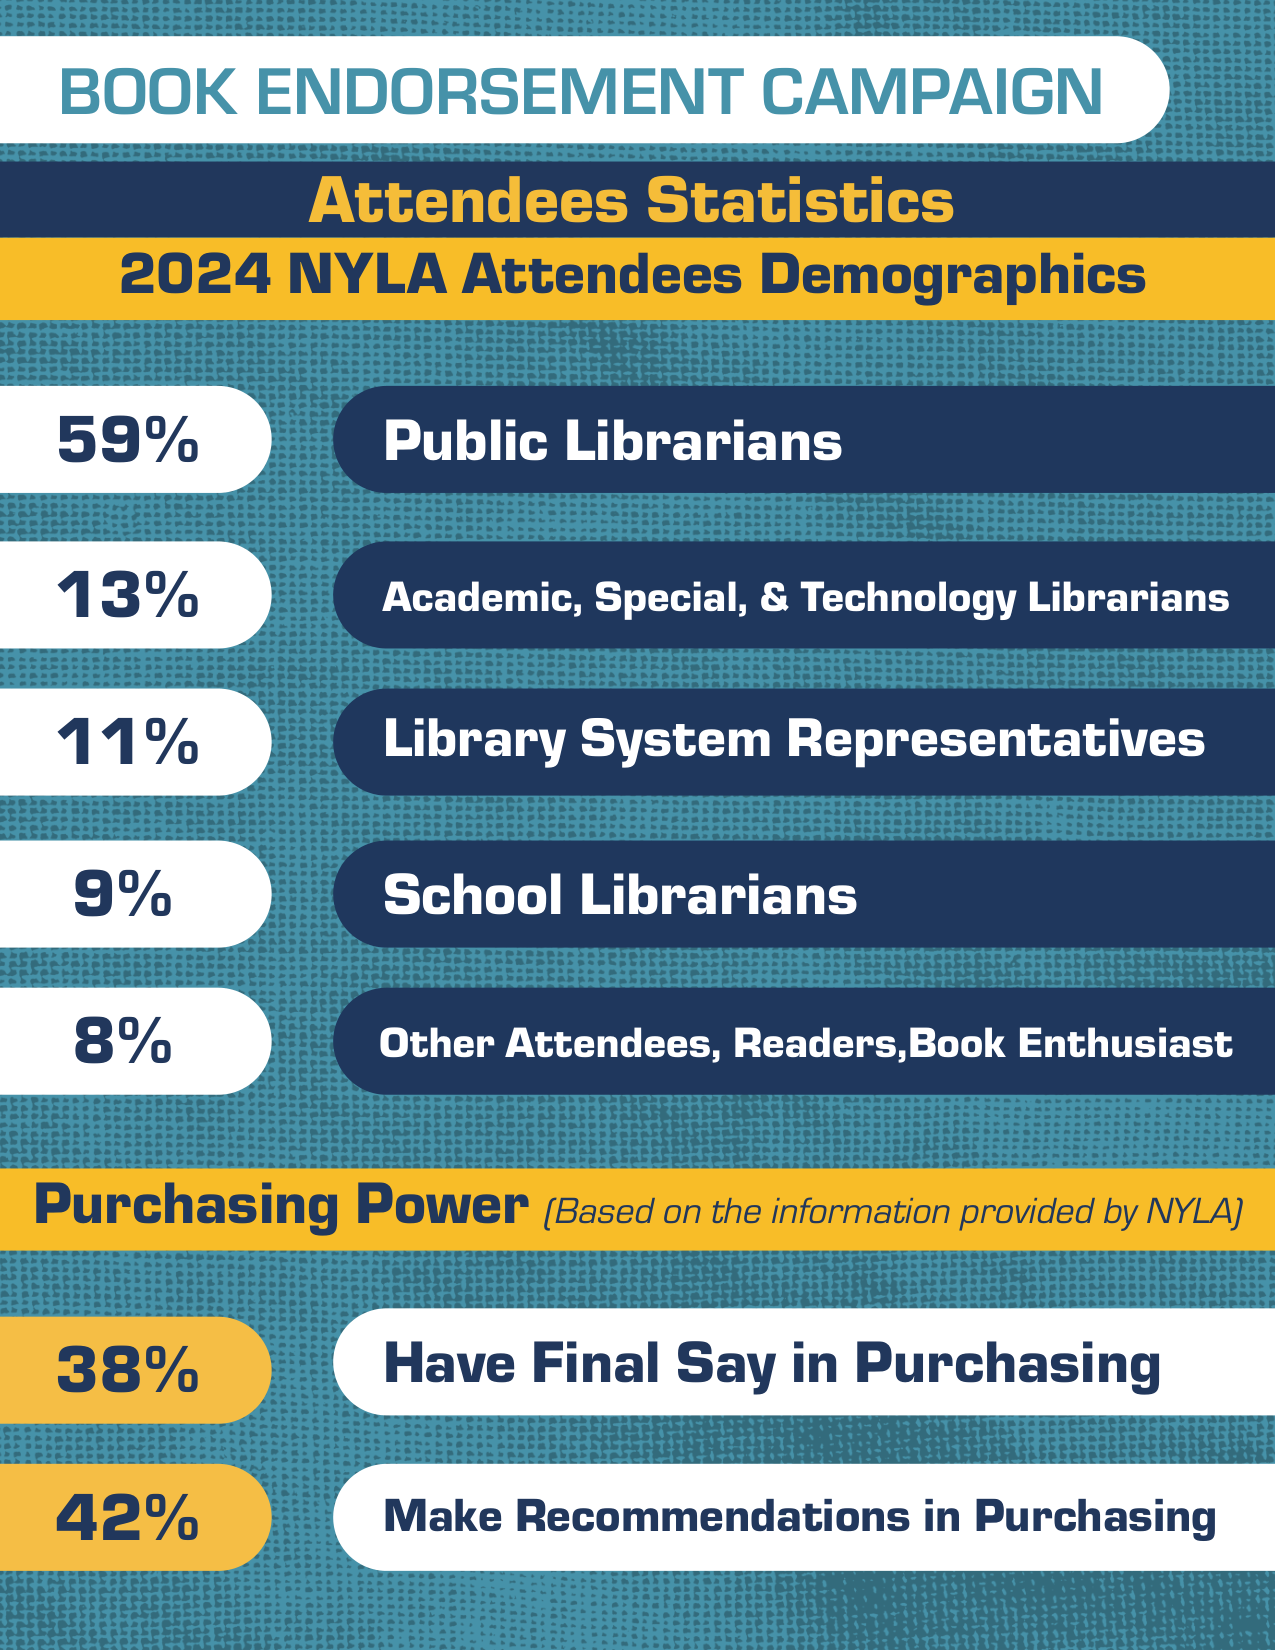 BOOK ENDORSEMENT CAMPAIGN
Attendees Statistics
2024 NYLA Attendees Demographics
59% Public Librarians
13% Academic, Special, & Technology Librarians
11% Library System Representatives
9% School Librarians
8% Other Attendees, Readers,Book Enthusiast
Purchasing Power (Based on the information provided by NYLA)
38% Have Final Say in Purchasing
42% Make Recommendations in Purchasing